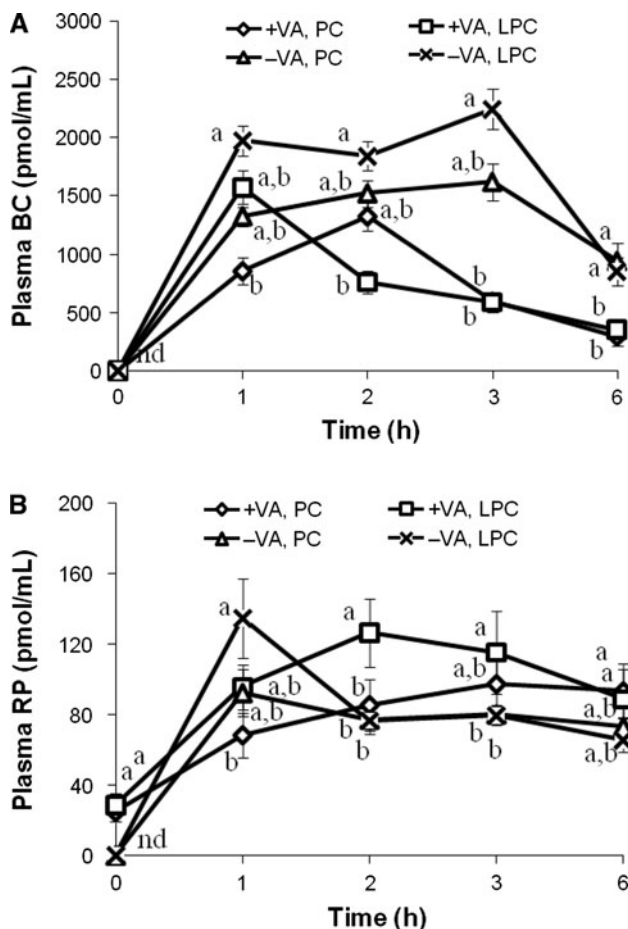 A
+VA, PC
+VA, LPC
–VA, PC
–VA, LPC
Plasma BC (pmol/mL)
3000
2500
2000
1500
1000
500
0
a
a
a
a,b
a,b
a,b
a,b
a,b
b
b
b
b
a
a
b
b
nd
0
1
2
3
6
Time (h)
B
+VA, PC
+VA, LPC
–VA, PC
–VA, LPC
Plasma RP (pmol/mL)
200
160
120
80
40
0
a
a
a
a
a
a
a
a,b
a,b
a,b
b
b
b
b
b
a,b
a,b
nd
0
1
2
3
6
Time (h)